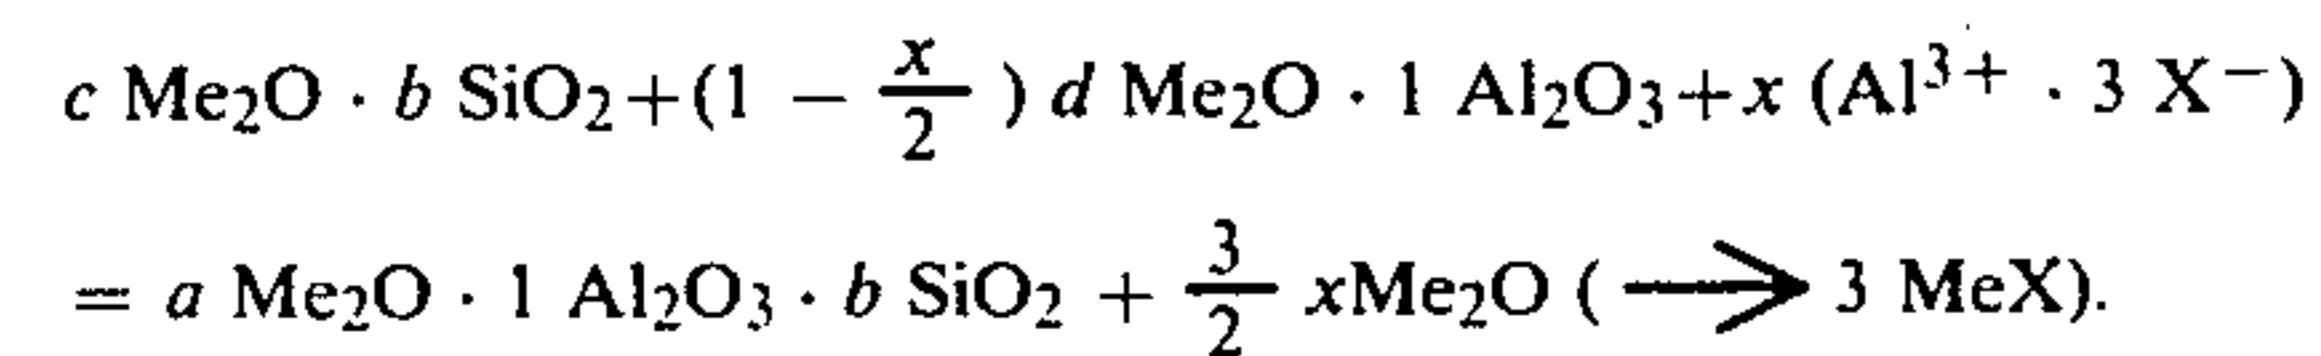 c Me₂O · b SiO₂+(1 − x/2) d Me₂O · 1 Al₂O₃+x (Al³⁺ · 3 X⁻)
= a Me₂O · 1 Al₂O₃ · b SiO₂ + 3/2 xMe₂O (⟶ 3 MeX).